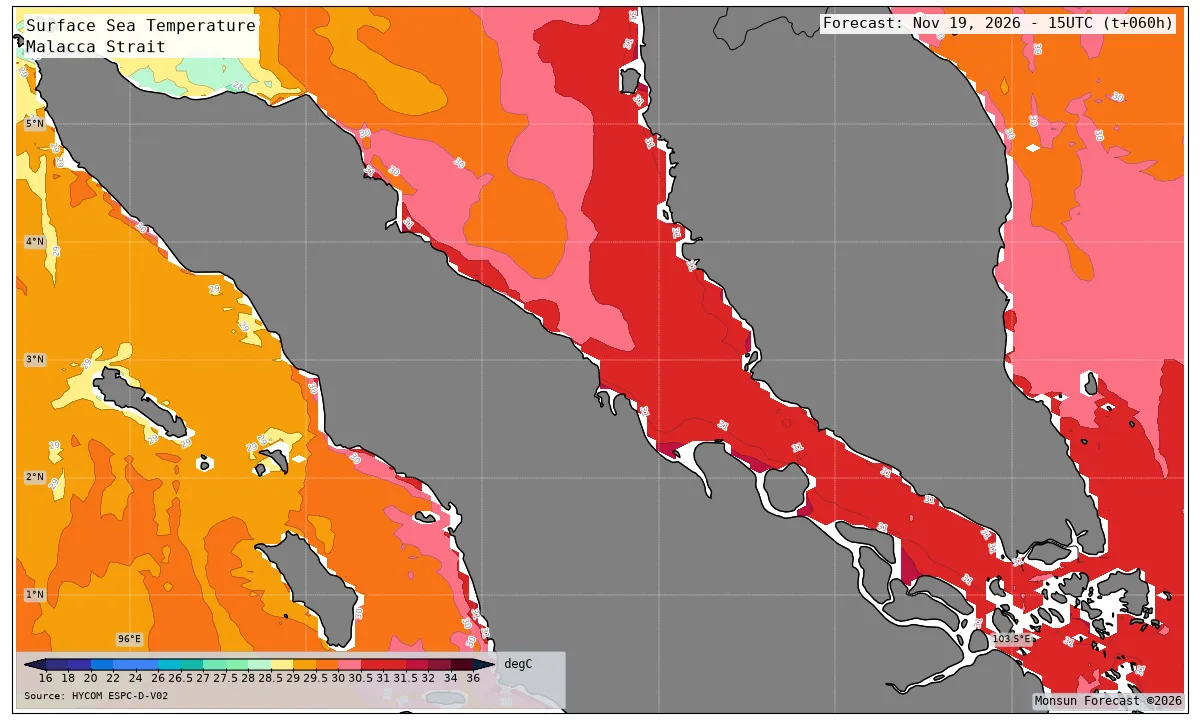 Surface Sea Temperature
Malacca Strait
Forecast: Nov 19, 2026 - 15UTC (t+060h)
5°N
4°N
3°N
2°N
1°N
96°E
103.5°E
degC
16 18 20 22 24 26 26.5 27 27.5 28 28.5 29 29.5 30 30.5 31 31.5 32 34 36
Source: HYCOM ESPC-D-V02
Monsun Forecast ©2026